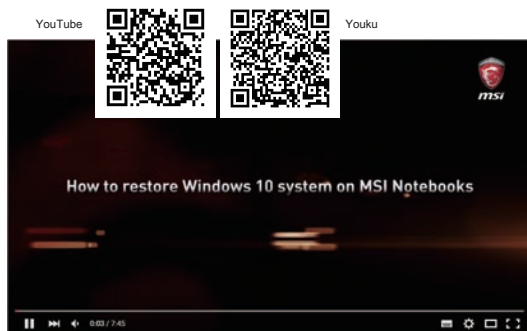 YouTube
Youku
msi
How to restore Windows 10 system on MSI Notebooks
0:03 / 7:45